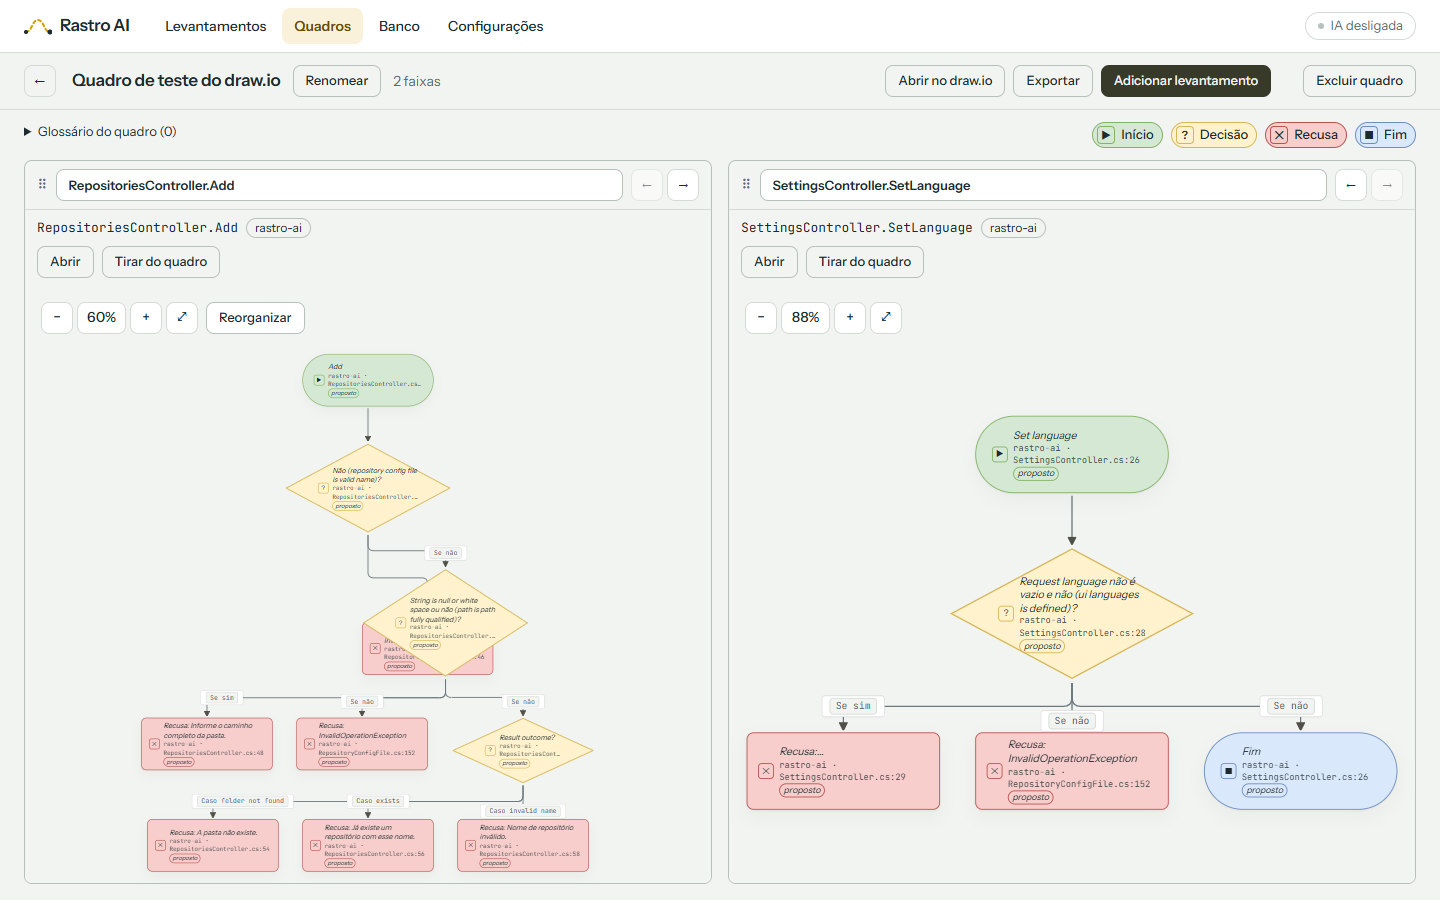 Rastro AI
Levantamentos
Quadros
Banco
Configurações
IA desligada
←
Quadro de teste do draw.io
Renomear
2 faixas
Abrir no draw.io
Exportar
Adicionar levantamento
Excluir quadro
Glossário do quadro (0)
Início
? Decisão
Recusa
Fim
RepositoriesController.Add
← →
RepositoriesController.Add
rastro-ai
Abrir
Tirar do quadro
− 60% +
Reorganizar
Add
rastro-ai ·
RepositoriesController.cs…
proposto
Não (repository config file
is valid name)?
?
rastro-ai ·
RepositoriesController.…
proposto
Se não
String is null or white
space ou não (path is path
fully qualified)?
?
rastro-ai ·
RepositoriesController.…
proposto
proposto
Se sim
Se não
Se não
Recusa: Informe o caminho
completo da pasta.
rastro-ai ·
RepositoriesController.cs:48
proposto
Recusa:
InvalidOperationException
rastro-ai ·
RepositoryConfigFile.cs:152
proposto
Result outcome?
?
rastro-ai ·
RepositoriesCont…
proposto
Caso folder not found
Caso exists
Caso invalid name
Recusa: A pasta não existe.
rastro-ai ·
RepositoriesController.cs:54
proposto
Recusa: Já existe um
repositório com esse nome.
rastro-ai ·
RepositoriesController.cs:56
proposto
Recusa: Nome de repositório
inválido.
rastro-ai ·
RepositoriesController.cs:58
proposto
SettingsController.SetLanguage
← →
SettingsController.SetLanguage
rastro-ai
Abrir
Tirar do quadro
− 88% +
Set language
rastro-ai ·
SettingsController.cs:26
proposto
Request language não é
vazio e não (ui languages
is defined)?
?
rastro-ai ·
SettingsController.cs:28
proposto
Se sim
Se não
Se não
Recusa:…
rastro-ai ·
SettingsController.cs:29
proposto
Recusa:
InvalidOperationException
rastro-ai ·
RepositoryConfigFile.cs:152
proposto
Fim
rastro-ai ·
SettingsController.cs:26
proposto